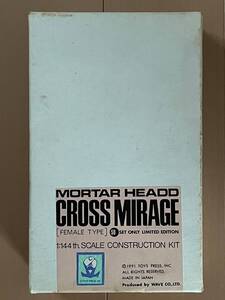 MORTAR HEADD
CROSS MIRAGE
[FEMALE TYPE] SET ONLY LIMITED EDITION
1:144th SCALE CONSTRUCTION KIT
© 1991 TOYS PRESS, INC.
ALL RIGHTS RESERVED.
MADE IN JAPAN
Produced by WAVE CO.,LTD.